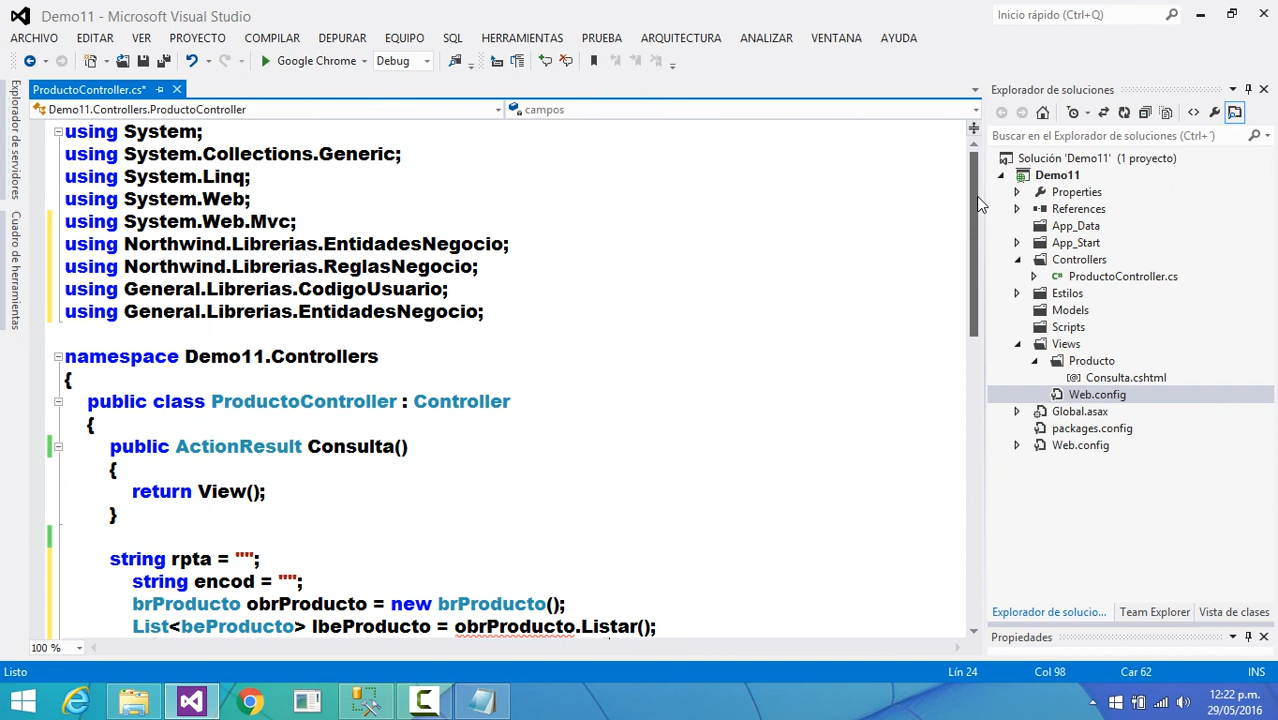 Demo11 - Microsoft Visual Studio
Inicio rápido (Ctrl+Q)
ARCHIVO EDITAR VER PROYECTO COMPILAR DEPURAR EQUIPO SQL HERRAMIENTAS PRUEBA ARQUITECTURA ANALIZAR VENTANA AYUDA
Google Chrome Debug
Explorador de servidores
Cuadro de herramientas
ProductoController.cs*
Demo11.Controllers.ProductoController campos
using System;
using System.Collections.Generic;
using System.Linq;
using System.Web;
using System.Web.Mvc;
using Northwind.Librerias.EntidadesNegocio;
using Northwind.Librerias.ReglasNegocio;
using General.Librerias.CodigoUsuario;
using General.Librerias.EntidadesNegocio;
namespace Demo11.Controllers
{
public class ProductoController : Controller
{
public ActionResult Consulta()
{
return View();
}
string rpta = "";
string encod = "";
brProducto obrProducto = new brProducto();
List<beProducto> lbeProducto = obrProducto.Listar();
100 %
Explorador de soluciones
Buscar en el Explorador de soluciones (Ctrl+´)
Solución 'Demo11' (1 proyecto)
Demo11
Properties
References
App_Data
App_Start
Controllers
C# ProductoController.cs
Estilos
Models
Scripts
Views
Producto
[@] Consulta.cshtml
Web.config
Global.asax
packages.config
Web.config
Explorador de solucio... Team Explorer Vista de clases
Propiedades
Listo Lín 24 Col 98 Car 62 INS
12:22 p.m.
29/05/2016